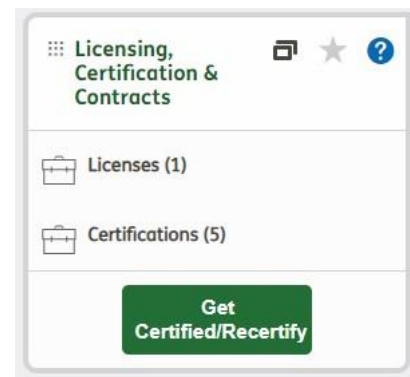 Licensing,
Certification &
Contracts
?
Licenses (1)
Certifications (5)
Get
Certified/Recertify